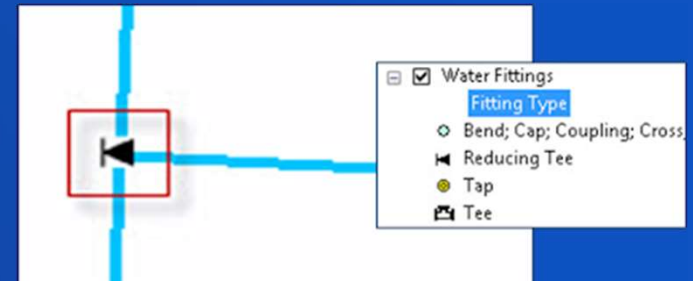 Water Fittings
Fitting Type
Bend; Cap; Coupling; Cross;
Reducing Tee
Tap
Tee